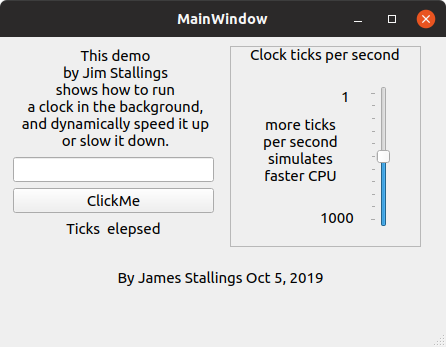 MainWindow
This demo
by Jim Stallings
shows how to run
a clock in the background,
and dynamically speed it up
or slow it down.
ClickMe
Ticks  elepsed
Clock ticks per second
1
more ticks
per second
simulates
faster CPU
1000
By James Stallings Oct 5, 2019